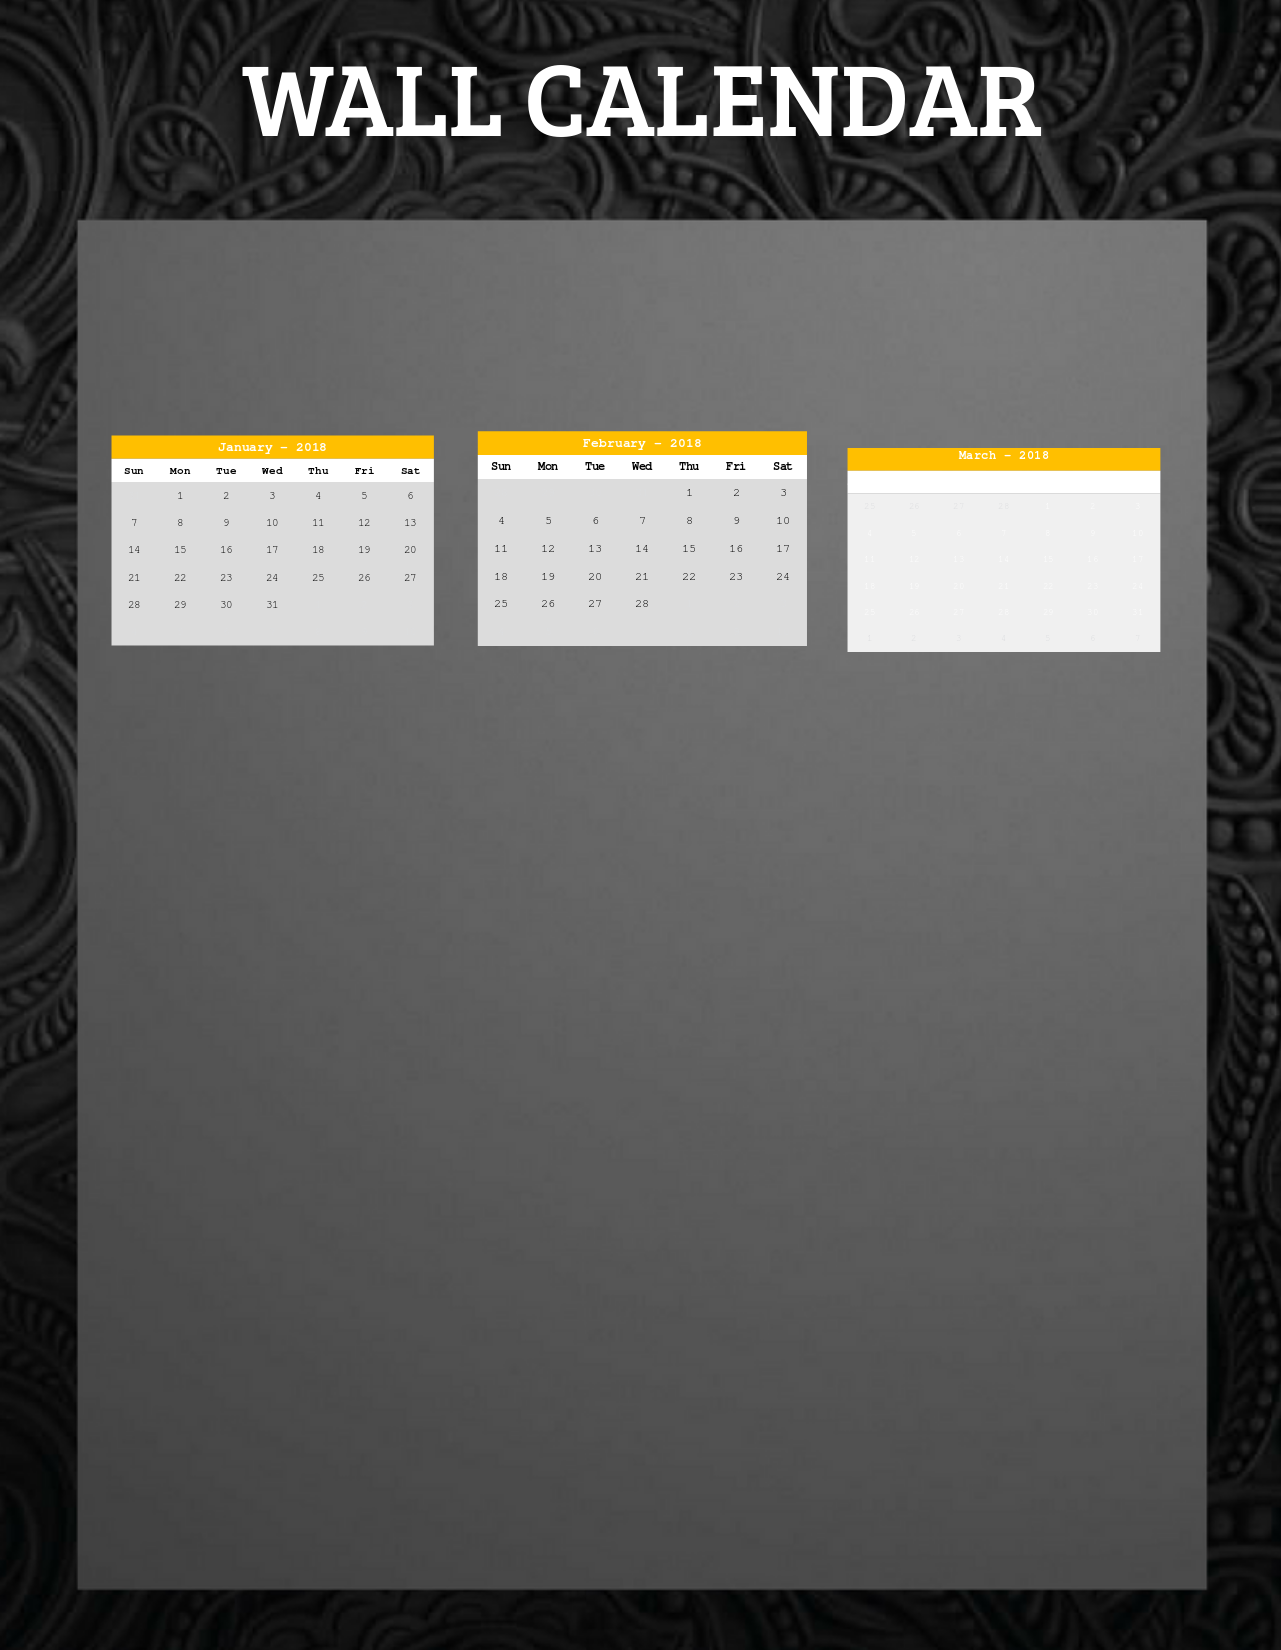 WALL CALENDAR
January - 2018
Sun Mon Tue Wed Thu Fri Sat
1 2 3 4 5 6
7 8 9 10 11 12 13
14 15 16 17 18 19 20
21 22 23 24 25 26 27
28 29 30 31
February - 2018
Sun Mon Tue Wed Thu Fri Sat
1 2 3
4 5 6 7 8 9 10
11 12 13 14 15 16 17
18 19 20 21 22 23 24
25 26 27 28
March - 2018